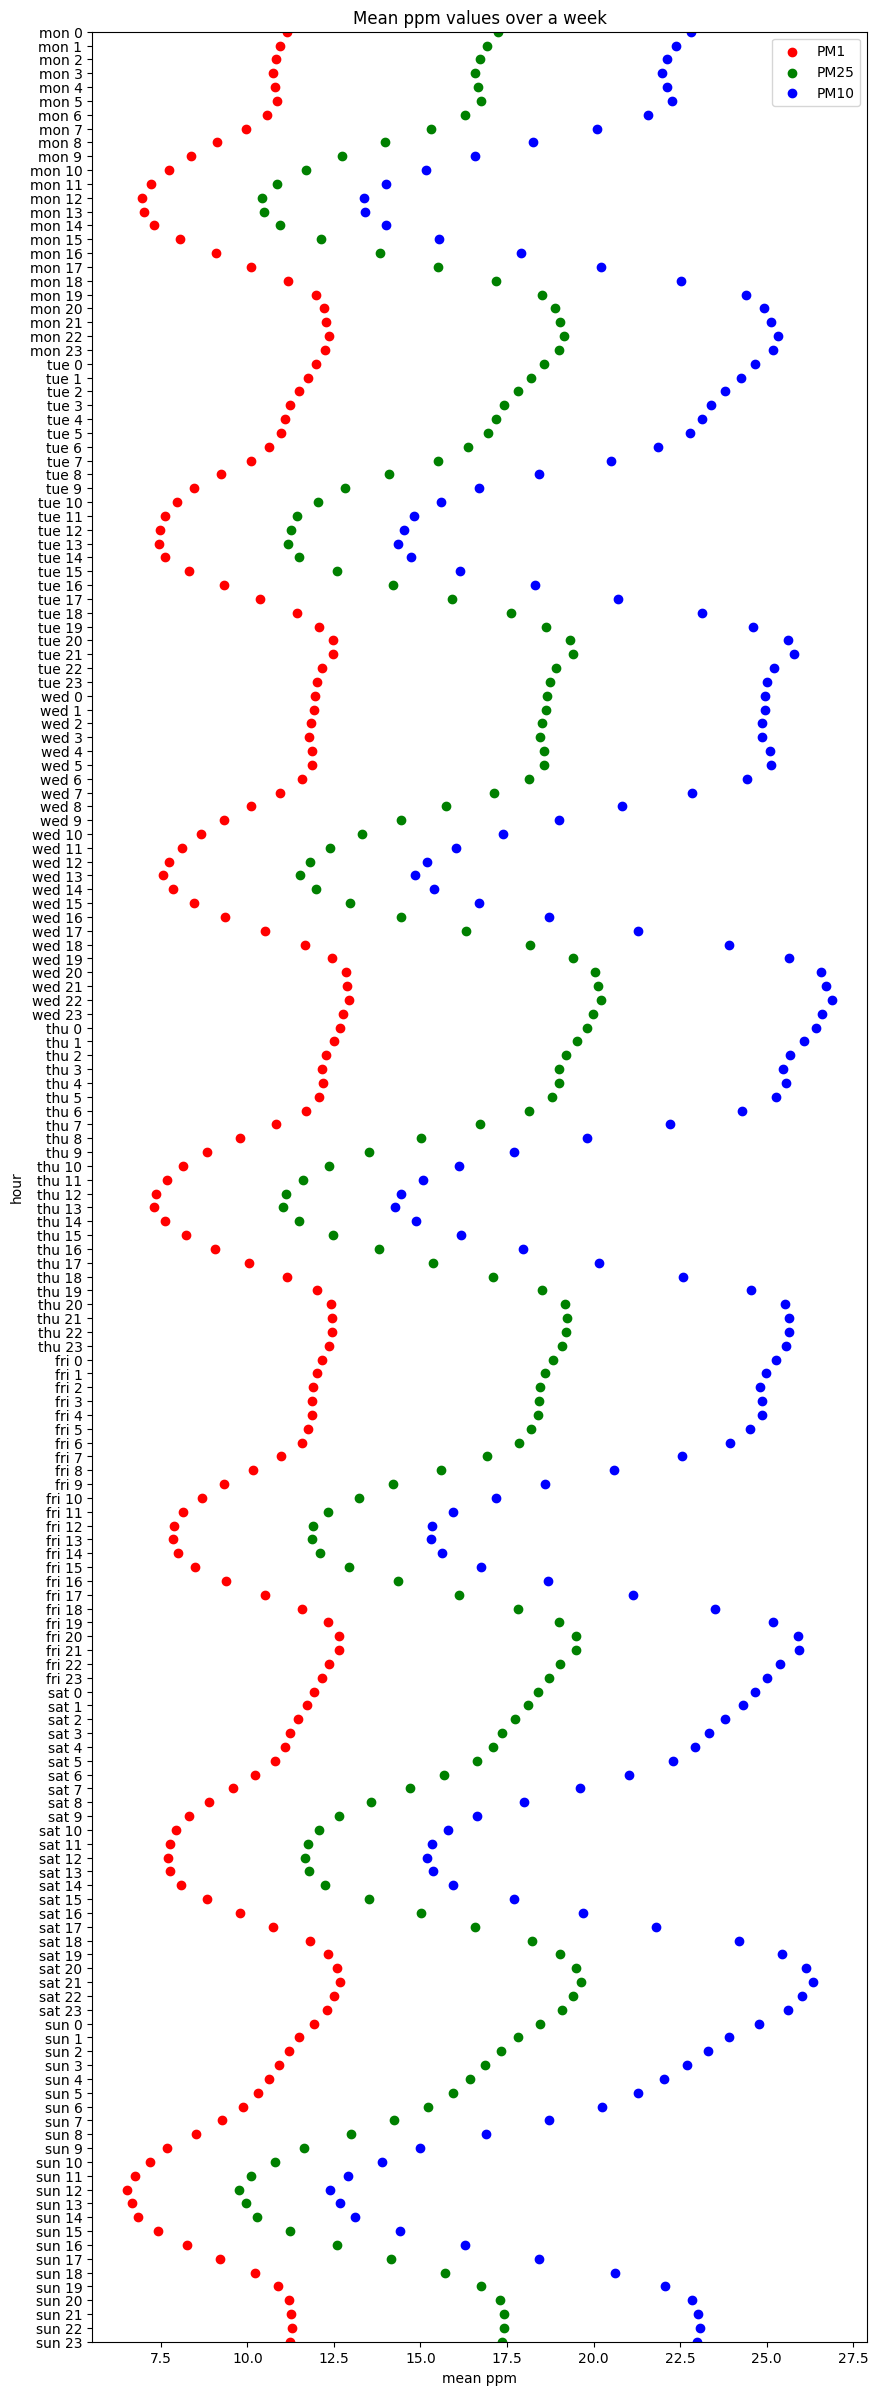 Mean ppm values over a week
PM1
PM25
PM10
mon 0
mon 1
mon 2
mon 3
mon 4
mon 5
mon 6
mon 7
mon 8
mon 9
mon 10
mon 11
mon 12
mon 13
mon 14
mon 15
mon 16
mon 17
mon 18
mon 19
mon 20
mon 21
mon 22
mon 23
tue 0
tue 1
tue 2
tue 3
tue 4
tue 5
tue 6
tue 7
tue 8
tue 9
tue 10
tue 11
tue 12
tue 13
tue 14
tue 15
tue 16
tue 17
tue 18
tue 19
tue 20
tue 21
tue 22
tue 23
wed 0
wed 1
wed 2
wed 3
wed 4
wed 5
wed 6
wed 7
wed 8
wed 9
wed 10
wed 11
wed 12
wed 13
wed 14
wed 15
wed 16
wed 17
wed 18
wed 19
wed 20
wed 21
wed 22
wed 23
thu 0
thu 1
thu 2
thu 3
thu 4
thu 5
thu 6
thu 7
thu 8
thu 9
thu 10
thu 11
thu 12
thu 13
thu 14
thu 15
thu 16
thu 17
thu 18
thu 19
thu 20
thu 21
thu 22
thu 23
fri 0
fri 1
fri 2
fri 3
fri 4
fri 5
fri 6
fri 7
fri 8
fri 9
fri 10
fri 11
fri 12
fri 13
fri 14
fri 15
fri 16
fri 17
fri 18
fri 19
fri 20
fri 21
fri 22
fri 23
sat 0
sat 1
sat 2
sat 3
sat 4
sat 5
sat 6
sat 7
sat 8
sat 9
sat 10
sat 11
sat 12
sat 13
sat 14
sat 15
sat 16
sat 17
sat 18
sat 19
sat 20
sat 21
sat 22
sat 23
sun 0
sun 1
sun 2
sun 3
sun 4
sun 5
sun 6
sun 7
sun 8
sun 9
sun 10
sun 11
sun 12
sun 13
sun 14
sun 15
sun 16
sun 17
sun 18
sun 19
sun 20
sun 21
sun 22
sun 23
hour
7.5 10.0 12.5 15.0 17.5 20.0 22.5 25.0 27.5
mean ppm